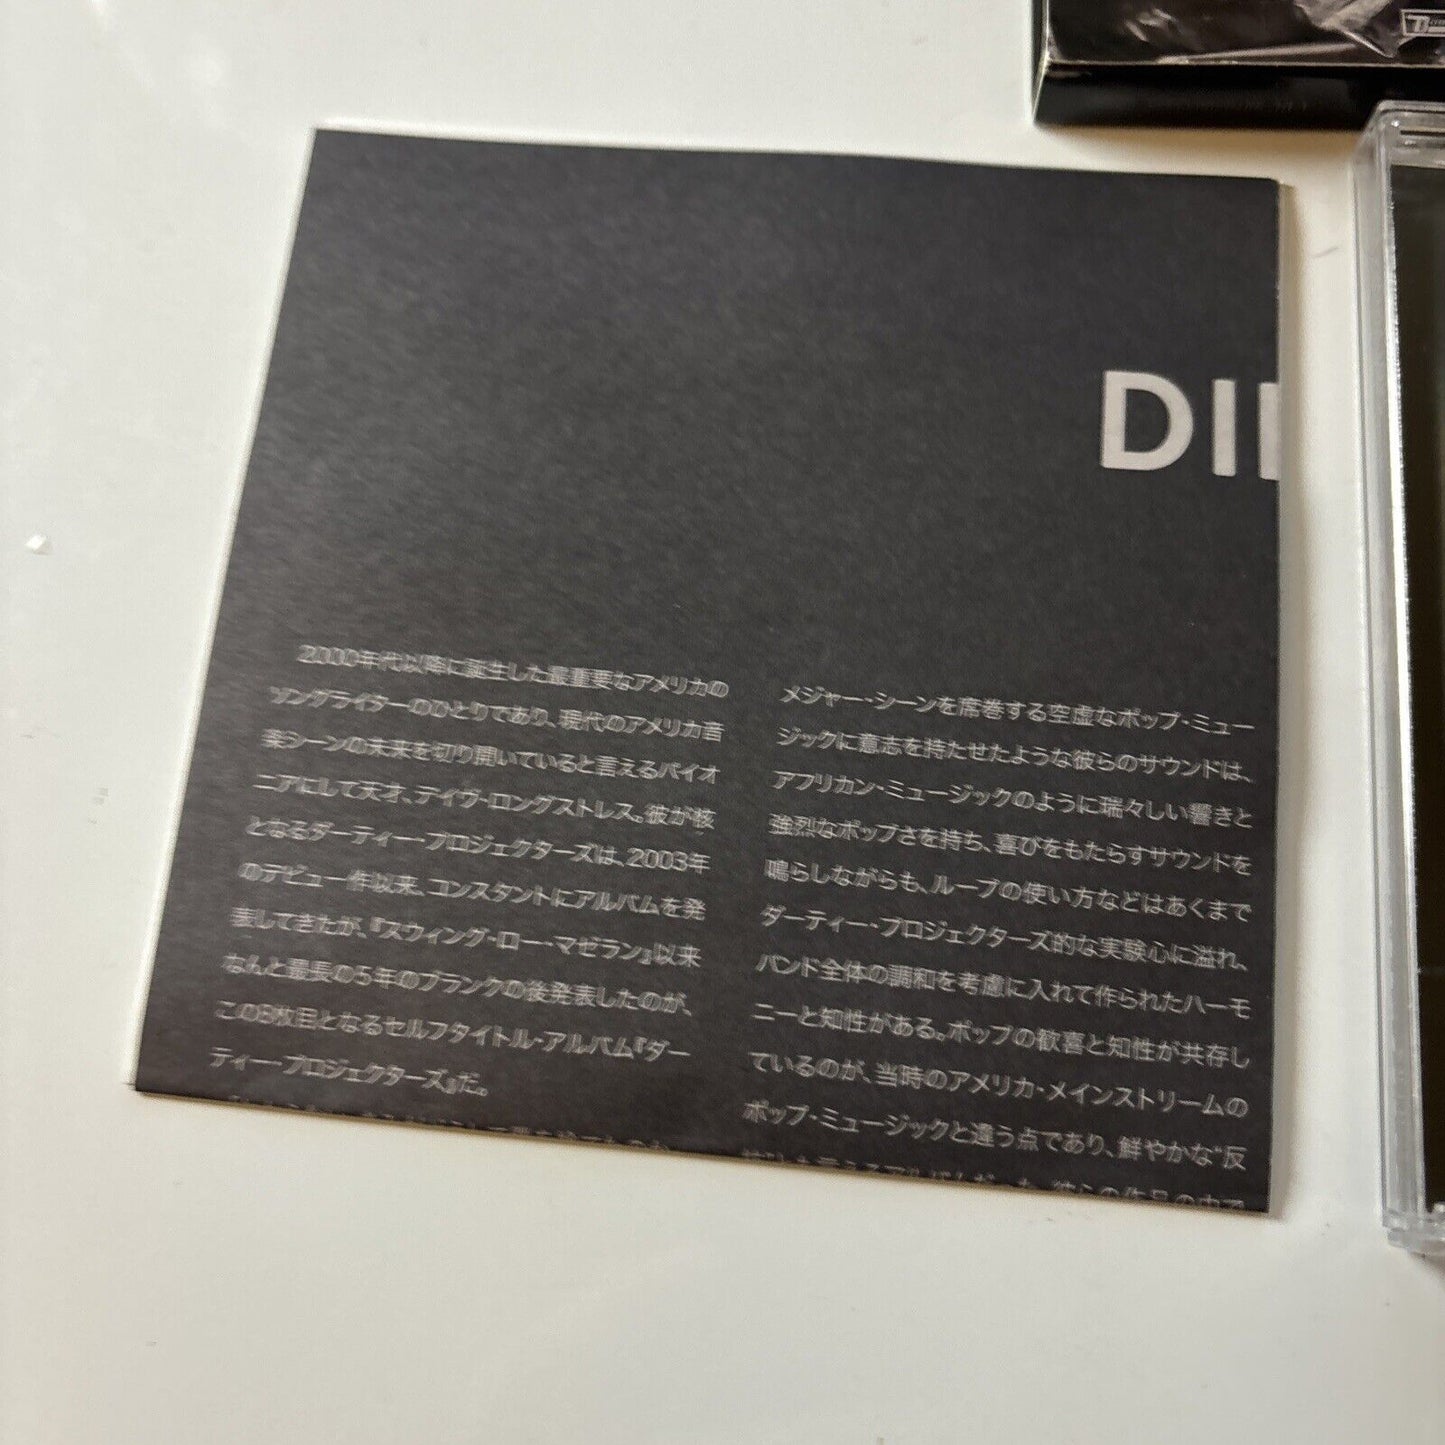 DI
2000年代以降に誕生した最重要なアメリカの
ソングライターのひとりであり、現代のアメリカ音
楽シーンの未来を切り開いていると言えるパイオ
ニアにして天才、デイヴ・ロングストレス。彼が核
となるダーティー・プロジェクターズは、2003年
のデビュー作以来、コンスタントにアルバムを発
表してきたが、『スウィング・ロー・マゼラン』以来
なんと最長の5年のブランクの後発表したのが、
この8枚目となるセルフタイトル・アルバム『ダー
ティー・プロジェクターズ』だ。
メジャー・シーンを席巻する空虚なポップ・ミュー
ジックに意志を持たせたような彼らのサウンドは、
アフリカン・ミュージックのように瑞々しい響きと
強烈なポップさを持ち、喜びをもたらすサウンドを
鳴らしながらも、ループの使い方などはあくまで
ダーティー・プロジェクターズ的な実験心に溢れ、
バンド全体の調和を考慮に入れて作られたハーモ
ニーと知性がある。ポップの歓喜と知性が共存し
ているのが、当時のアメリカ・メインストリームの
ポップ・ミュージックと違う点であり、鮮やかな“反